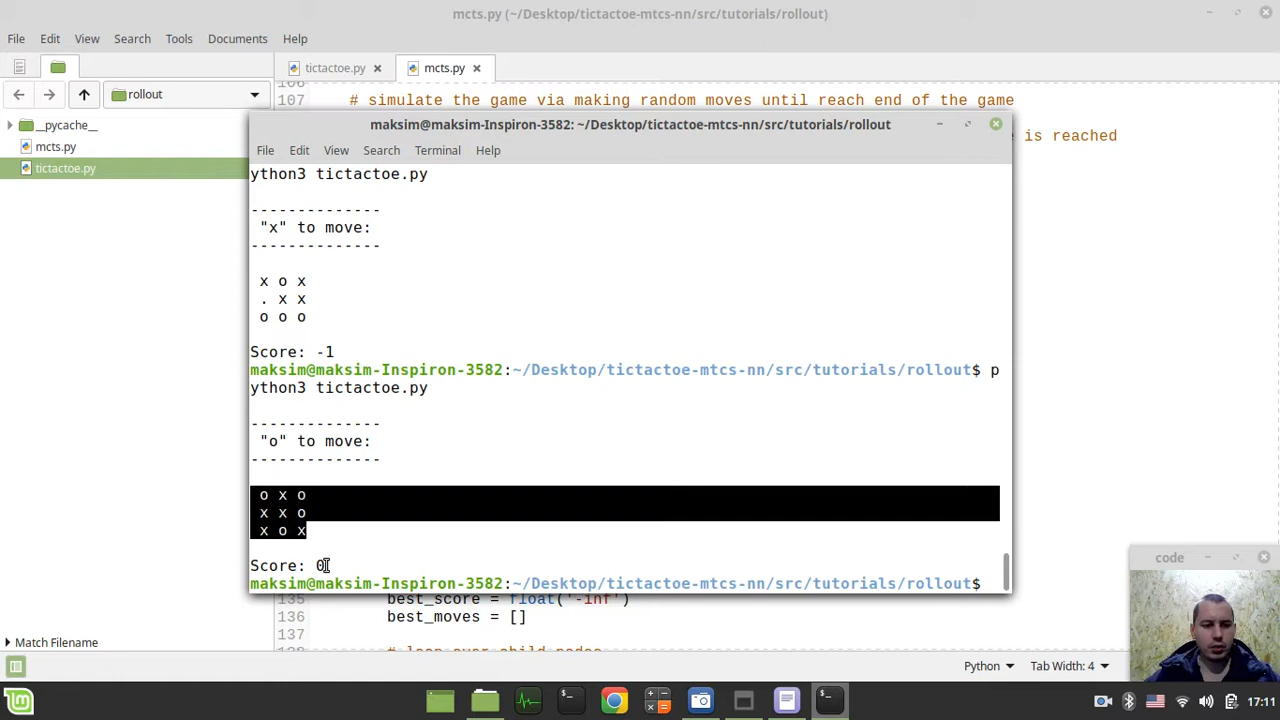 mcts.py (~/Desktop/tictactoe-mtcs-nn/src/tutorials/rollout)
File Edit View Search Tools Documents Help
tictactoe.py mcts.py
rollout
__pycache__
mcts.py
tictactoe.py
107 # simulate the game via making random moves until reach end of the game
is reached
maksim@maksim-Inspiron-3582: ~/Desktop/tictactoe-mtcs-nn/src/tutorials/rollout
File Edit View Search Terminal Help
ython3 tictactoe.py
--------------
"x" to move:
--------------
x o x
. x x
o o o
Score: -1
maksim@maksim-Inspiron-3582:~/Desktop/tictactoe-mtcs-nn/src/tutorials/rollout$ p
ython3 tictactoe.py
--------------
"o" to move:
--------------
o x o
x x o
x o x
Score: 0
maksim@maksim-Inspiron-3582:~/Desktop/tictactoe-mtcs-nn/src/tutorials/rollout$
135 best_score = float('-inf')
136 best_moves = []
137
# loop over child nodes
Match Filename
Python Tab Width: 4
code
17:11